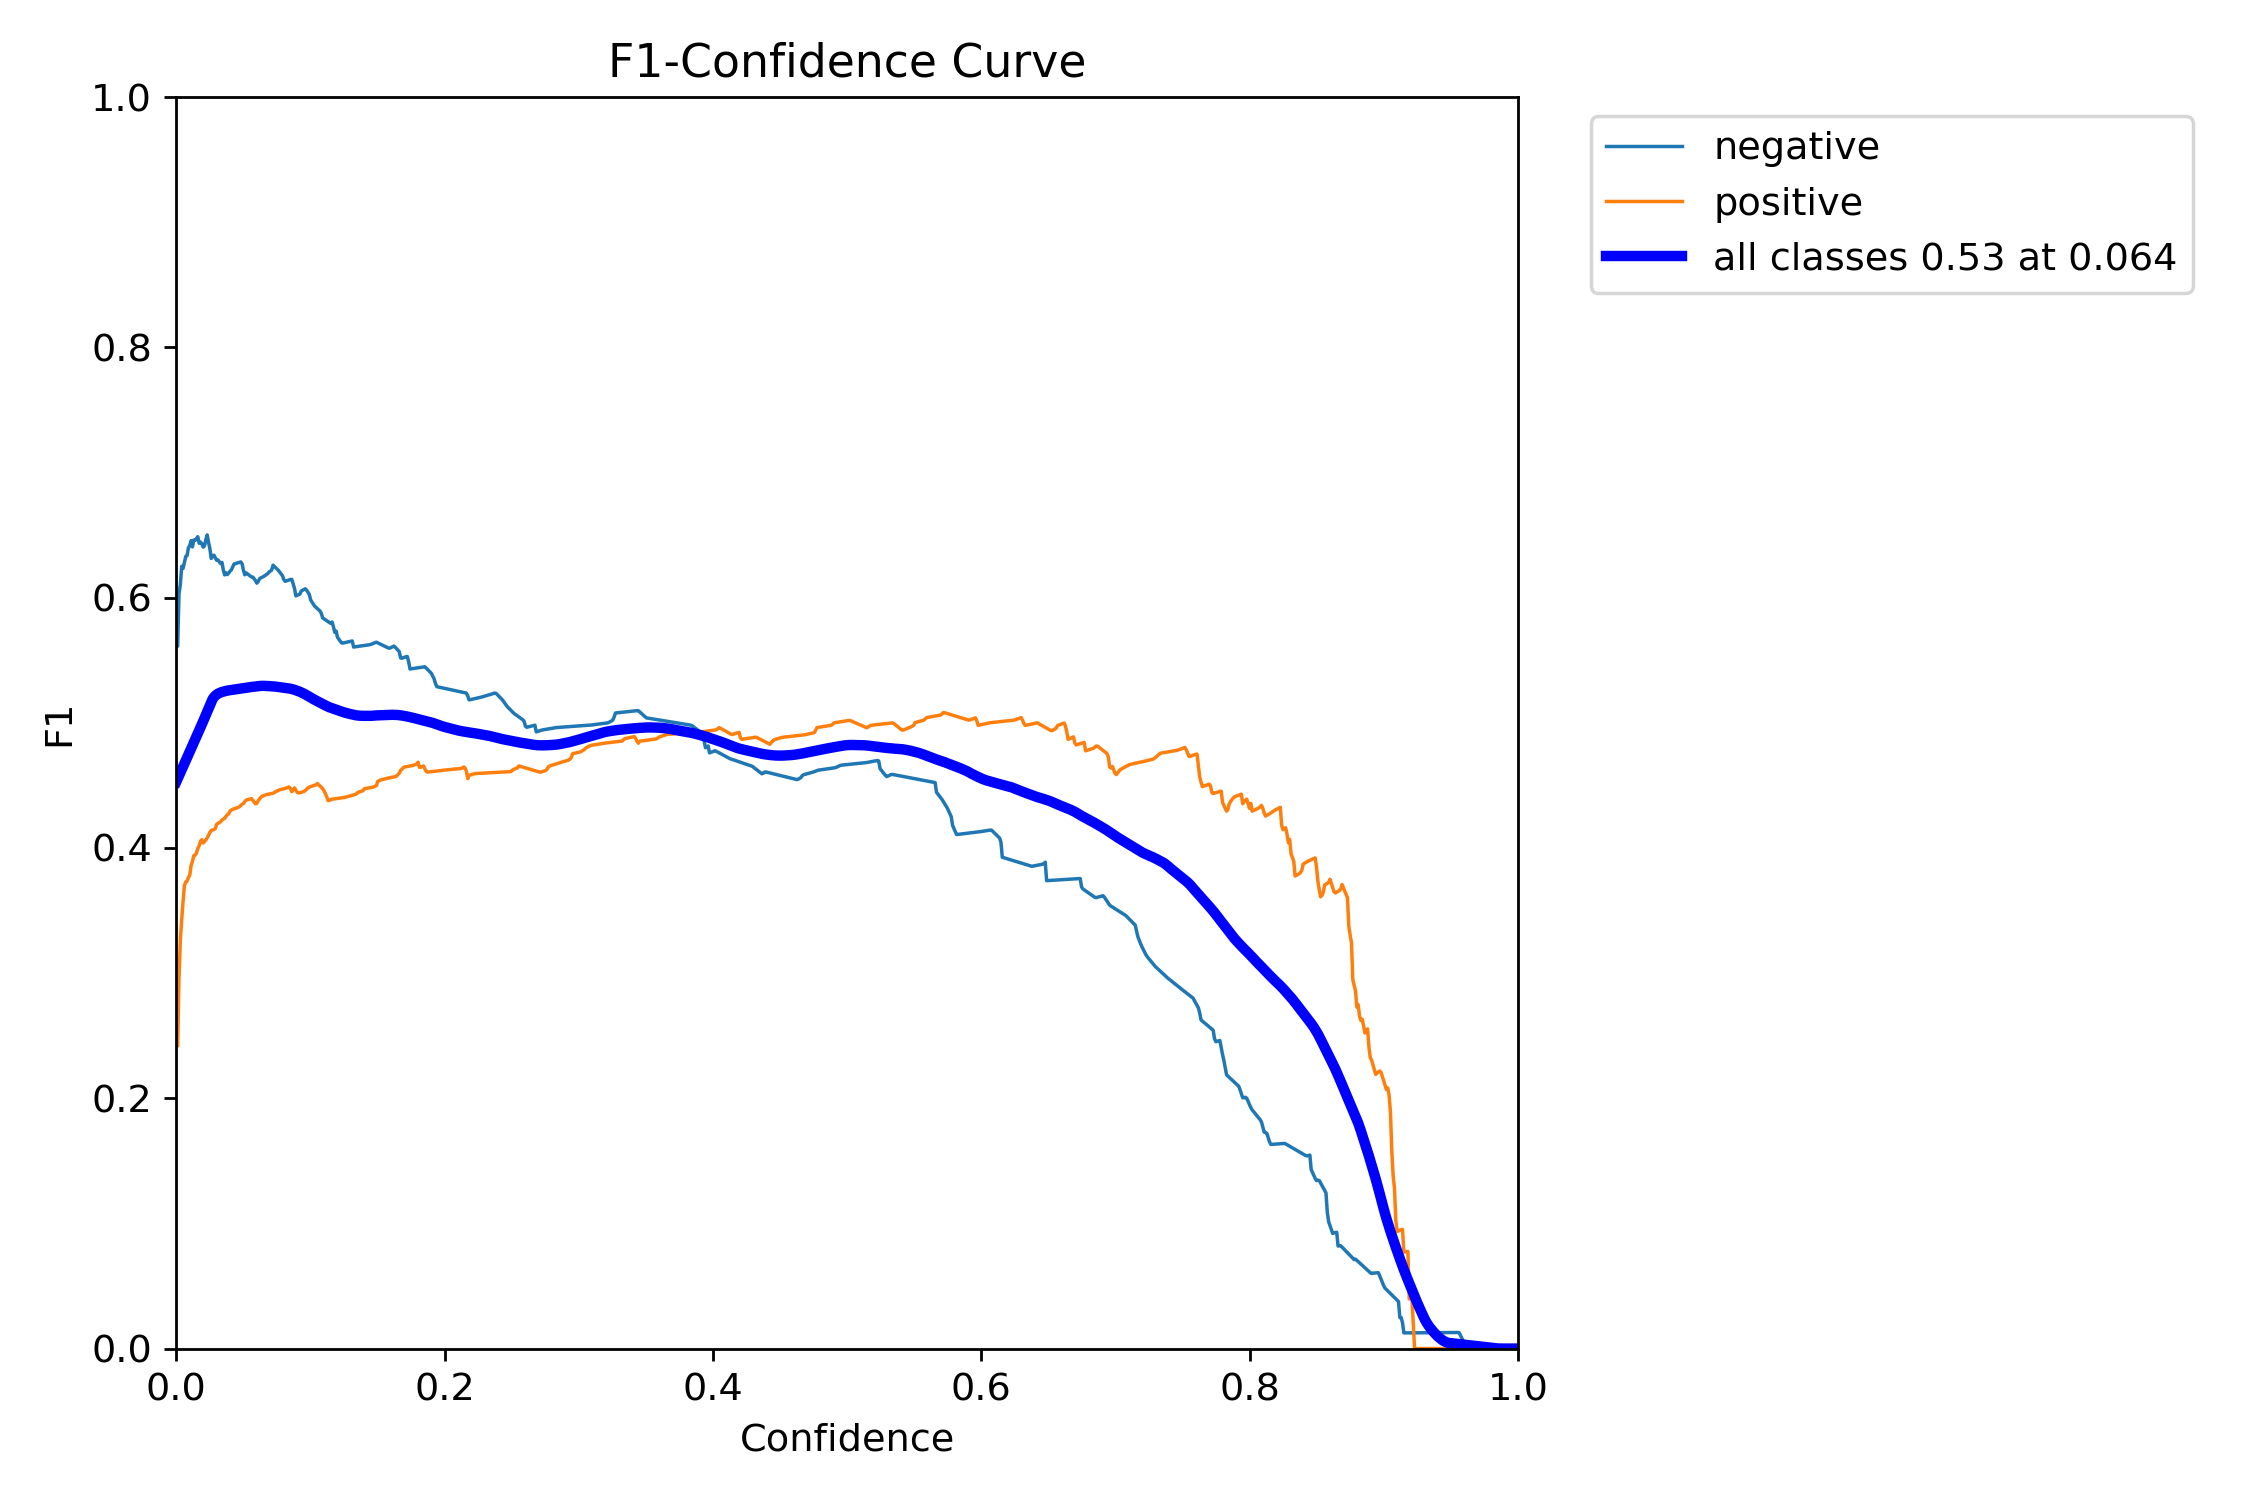 F1-Confidence Curve
1.0
0.8
0.6
0.4
0.2
0.0
F1
0.0 0.2 0.4 0.6 0.8 1.0
Confidence
negative
positive
all classes 0.53 at 0.064